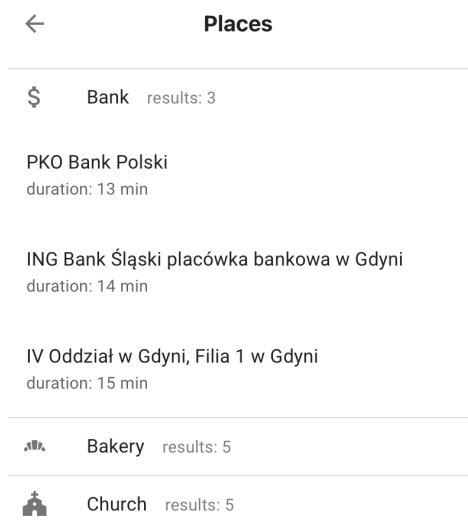 Places
Bank results: 3
PKO Bank Polski
duration: 13 min
ING Bank Śląski placówka bankowa w Gdyni
duration: 14 min
IV Oddział w Gdyni, Filia 1 w Gdyni
duration: 15 min
Bakery results: 5
Church results: 5